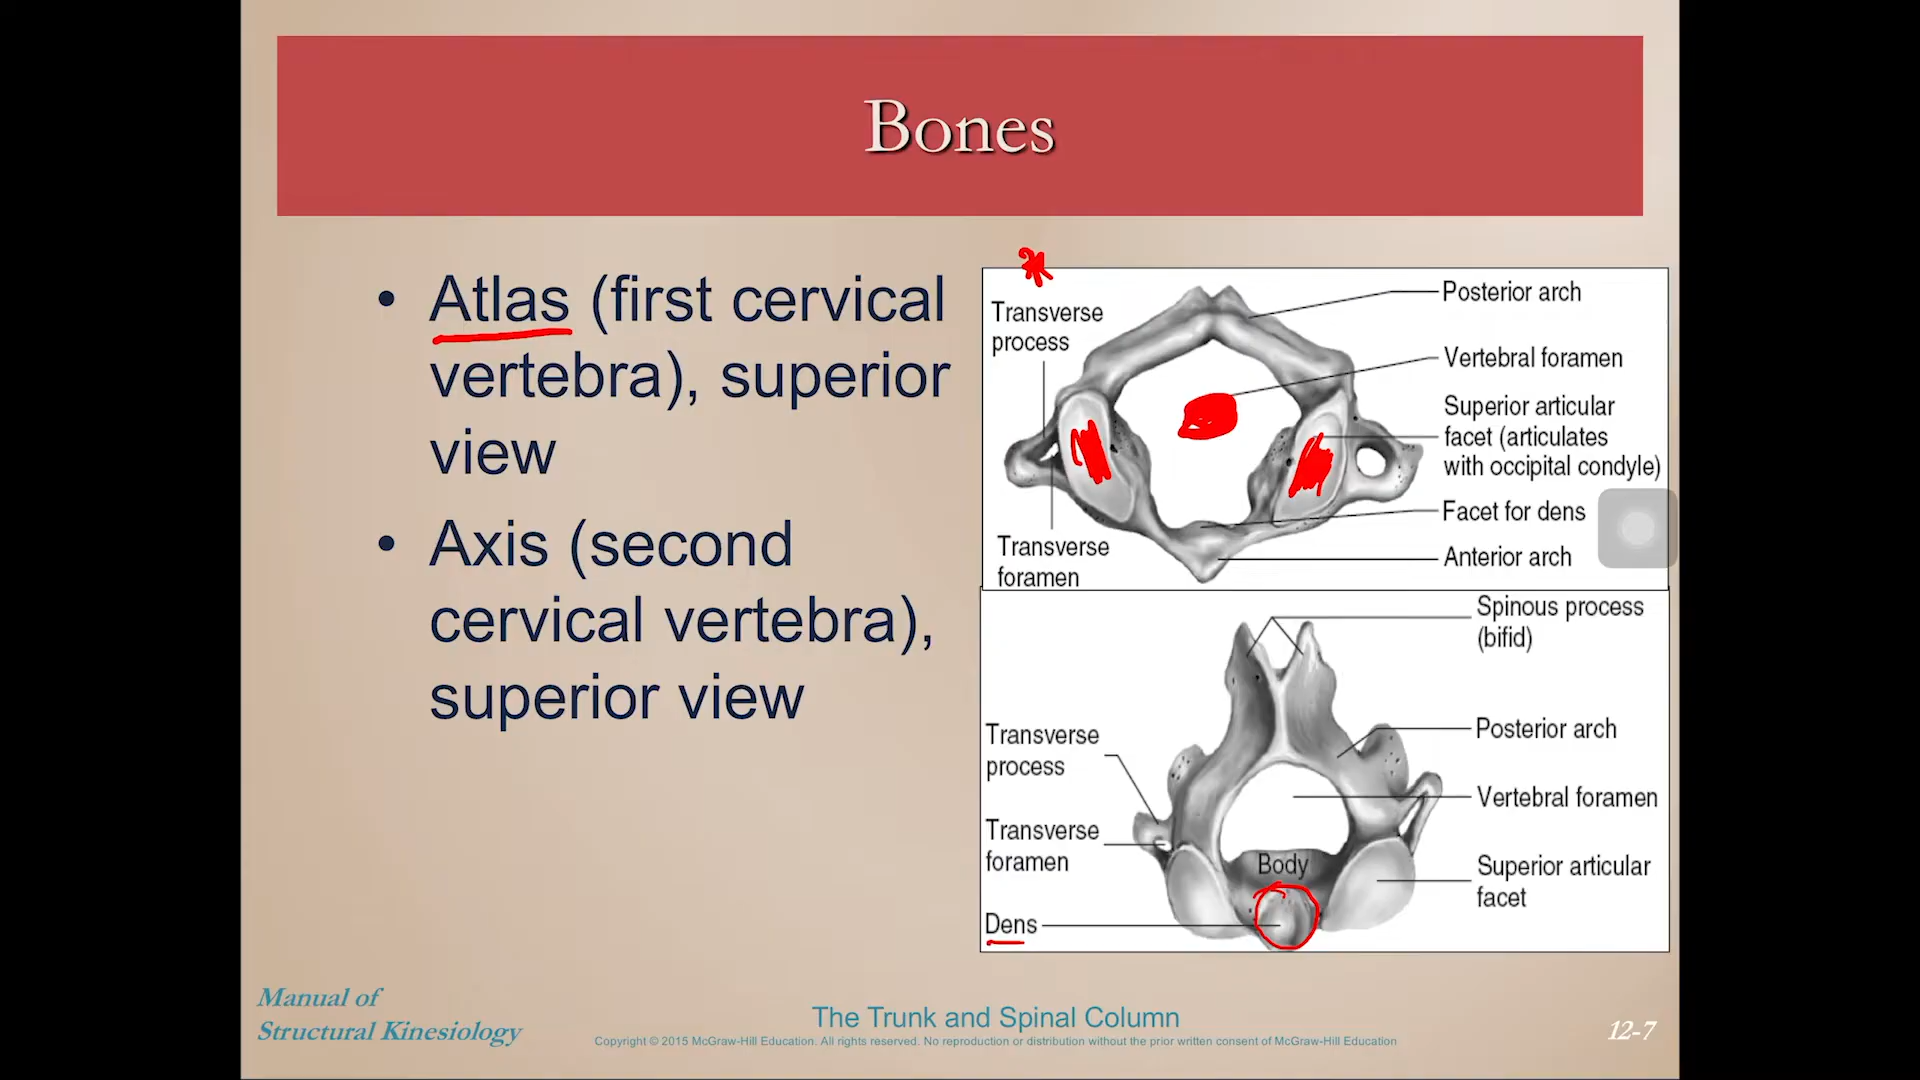 Bones
• Atlas (first cervical
vertebra), superior
view
• Axis (second
cervical vertebra),
superior view
Transverse
process
Posterior arch
Vertebral foramen
Superior articular
facet (articulates
with occipital condyle)
Facet for dens
Anterior arch
Transverse
foramen
Spinous process
(bifid)
Posterior arch
Transverse
process
Vertebral foramen
Transverse
foramen
Body
Superior articular
facet
Dens
Manual of
Structural Kinesiology
The Trunk and Spinal Column
Copyright © 2015 McGraw-Hill Education. All rights reserved. No reproduction or distribution without the prior written consent of McGraw-Hill Education
12-7